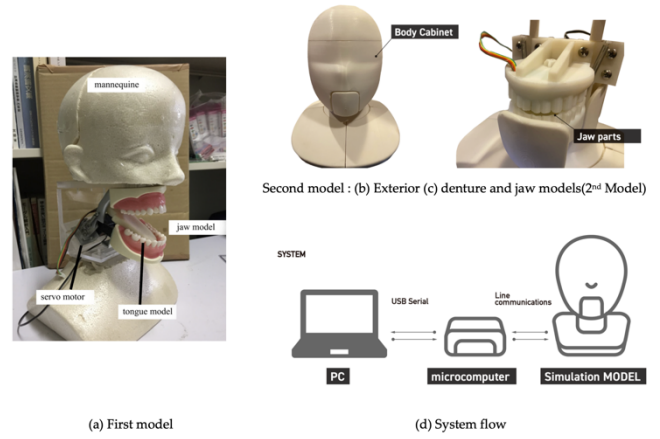 mannequine
jaw model
servo motor
tongue model
(a) First model
Body Cabinet
Jaw parts
Second model : (b) Exterior (c) denture and jaw models(2nd Model)
SYSTEM
USB Serial
Line
communications
PC
microcomputer
Simulation MODEL
(d) System flow